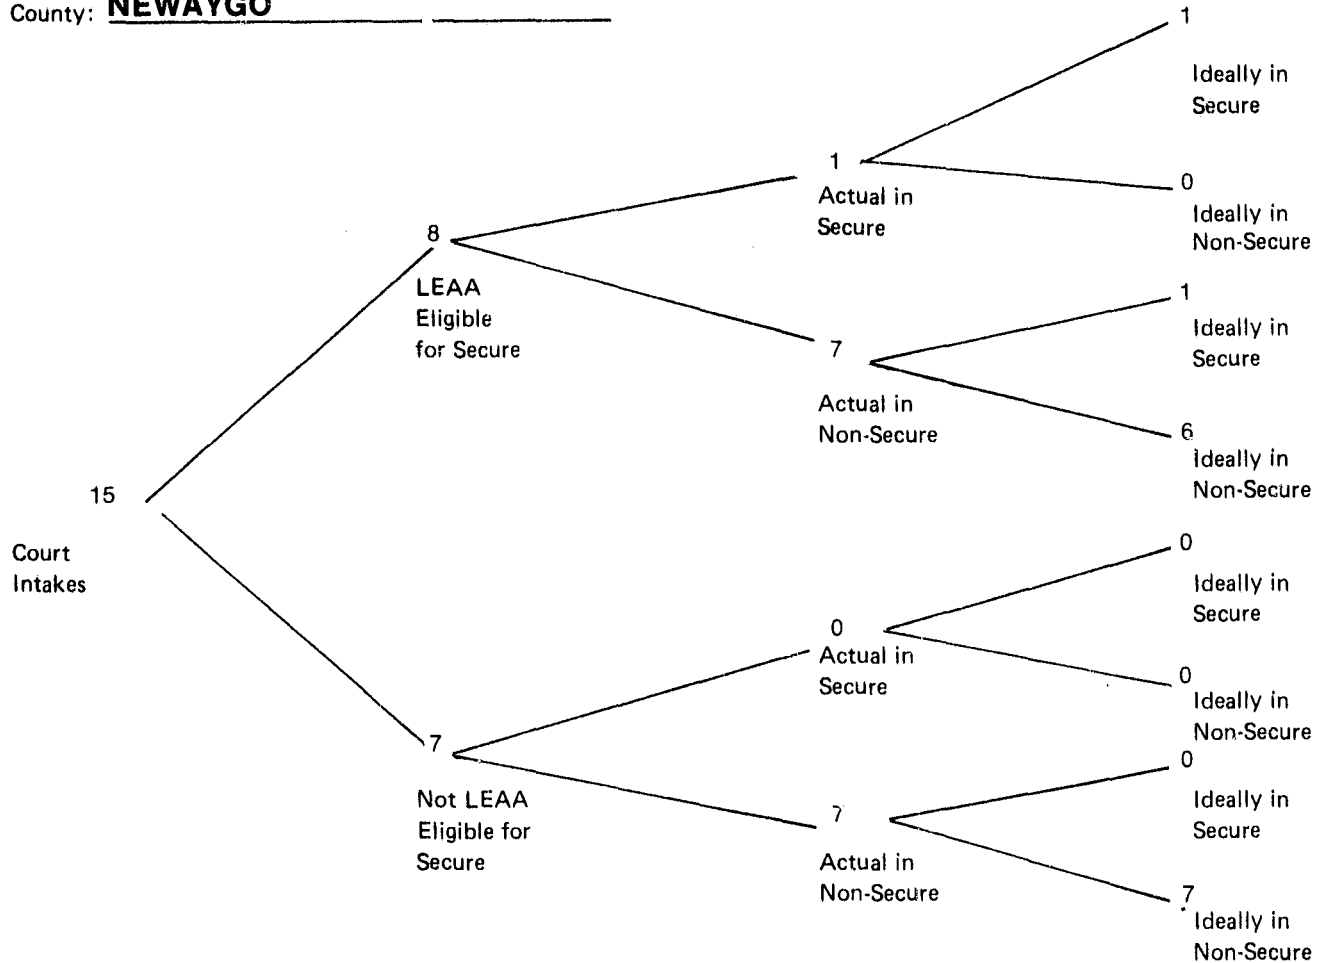 County: NEWAYGO
15
Court
Intakes
8
LEAA
Eligible
for Secure
7
Not LEAA
Eligible for
Secure
1
Actual in
Secure
7
Actual in
Non-Secure
0
Actual in
Secure
7
Actual in
Non-Secure
1
Ideally in
Secure
0
Ideally in
Non-Secure
1
Ideally in
Secure
6
Ideally in
Non-Secure
0
Ideally in
Secure
0
Ideally in
Non-Secure
0
Ideally in
Secure
7
Ideally in
Non-Secure